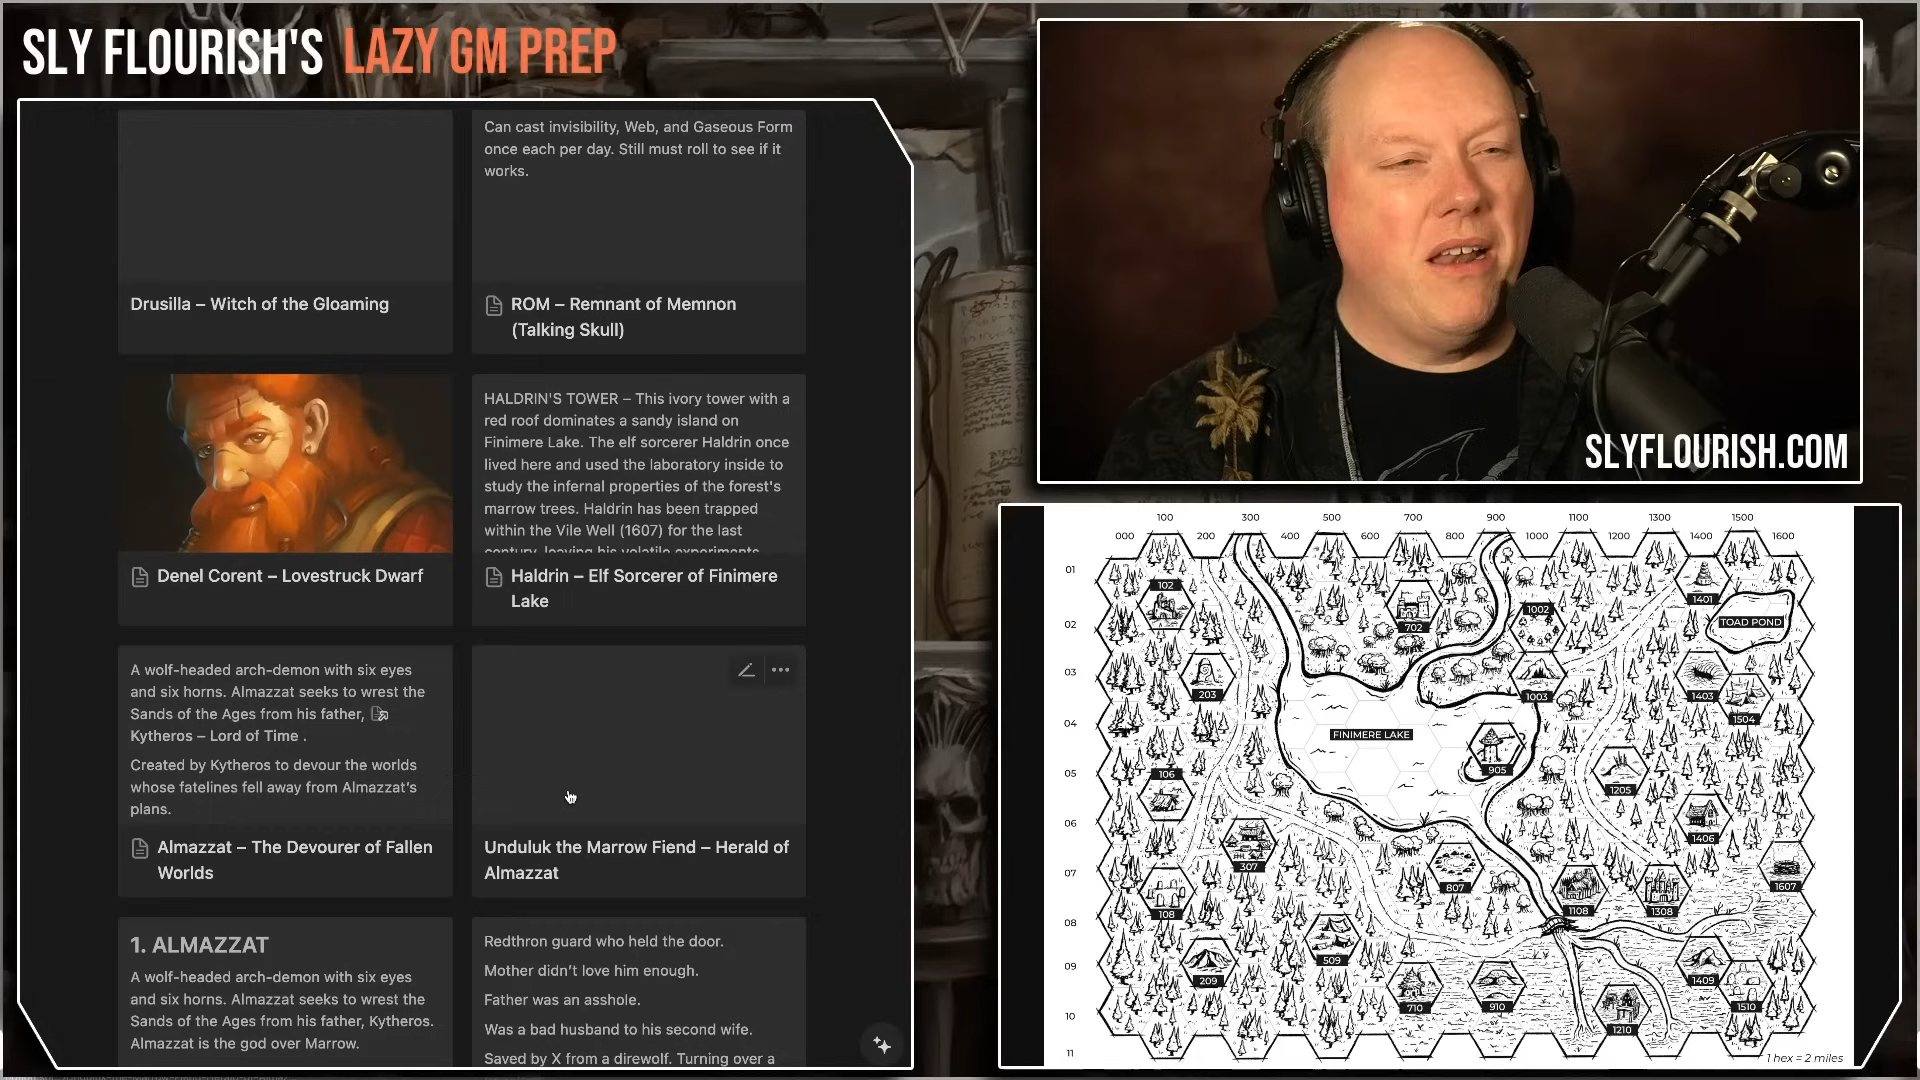 SLY FLOURISH'S LAZY GM PREP
Can cast invisibility, Web, and Gaseous Form
once each per day. Still must roll to see if it
works.
Drusilla – Witch of the Gloaming
ROM – Remnant of Memnon
(Talking Skull)
HALDRIN'S TOWER – This ivory tower with a
red roof dominates a sandy island on
Finimere Lake. The elf sorcerer Haldrin once
lived here and used the laboratory inside to
study the infernal properties of the forest's
marrow trees. Haldrin has been trapped
within the Vile Well (1607) for the last
century, leaving his volatile experiments
Denel Corent – Lovestruck Dwarf
Haldrin – Elf Sorcerer of Finimere
Lake
A wolf-headed arch-demon with six eyes
and six horns. Almazzat seeks to wrest the
Sands of the Ages from his father,
Kytheros – Lord of Time .
Created by Kytheros to devour the worlds
whose fatelines fell away from Almazzat's
plans.
Almazzat – The Devourer of Fallen
Worlds
Unduluk the Marrow Fiend – Herald of
Almazzat
1. ALMAZZAT
A wolf-headed arch-demon with six eyes
and six horns. Almazzat seeks to wrest the
Sands of the Ages from his father, Kytheros.
Almazzat is the god over Marrow.
Redthron guard who held the door.
Mother didn't love him enough.
Father was an asshole.
Was a bad husband to his second wife.
Saved by X from a direwolf. Turning over a
SLYFLOURISH.COM
100 300 500 700 900 1100 1300 1500
000 200 400 600 800 1000 1200 1400 1600
01
102
1401
02
702
1002
TOAD POND
03
203
1003
1403
1504
04
FINIMERE LAKE
905
05
106
1205
06
307
1406
07
807
1607
108
1108
1308
08
509
09
209
710
910
1409
1510
10
1210
11
1 hex = 2 miles